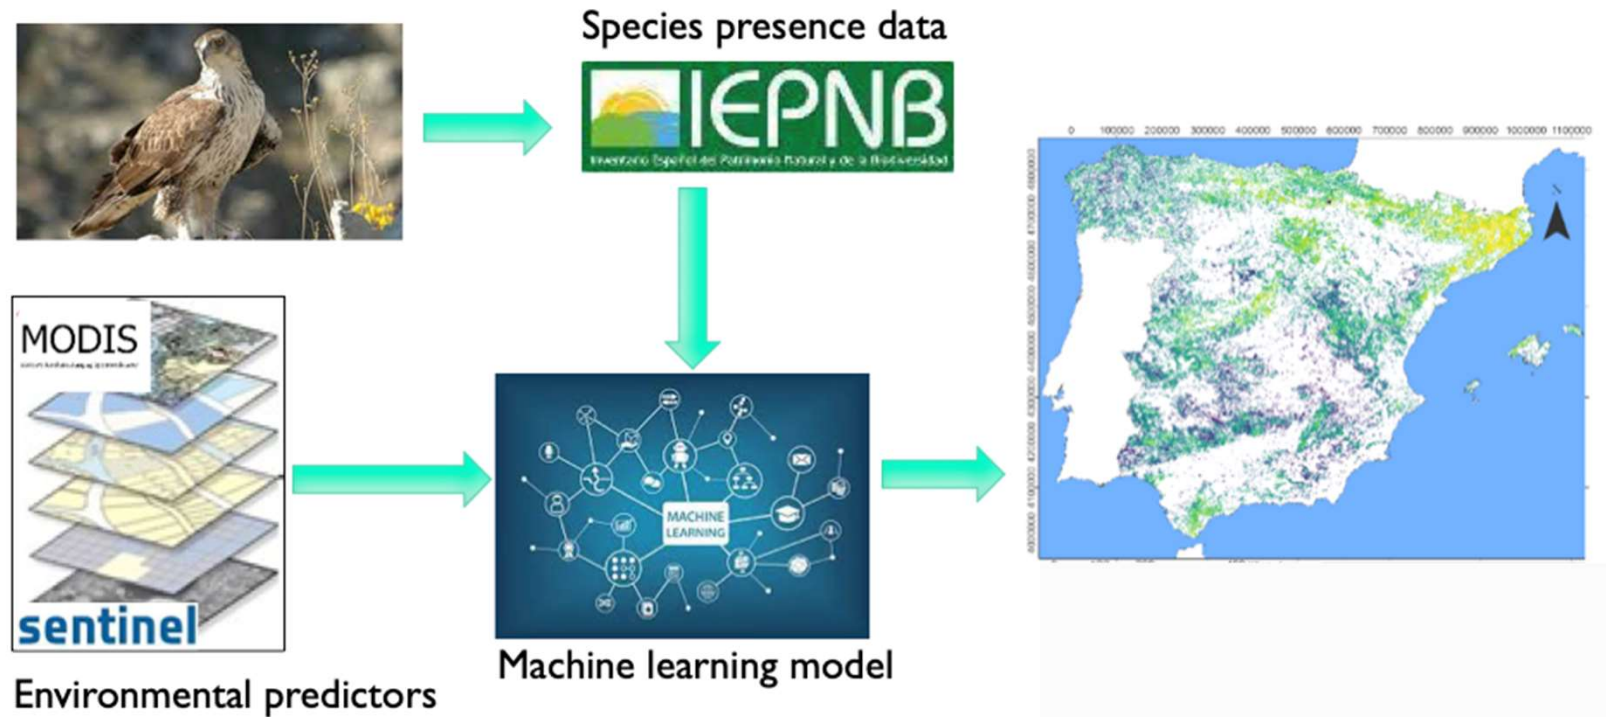 Species presence data
IEPNB
Inventario Español del Patrimonio Natural y de la Biodiversidad
MODIS
sentinel
Environmental predictors
MACHINE
LEARNING
Machine learning model
0 100000 200000 300000 400000 500000 600000 700000 800000 900000 1000000 1100000
N